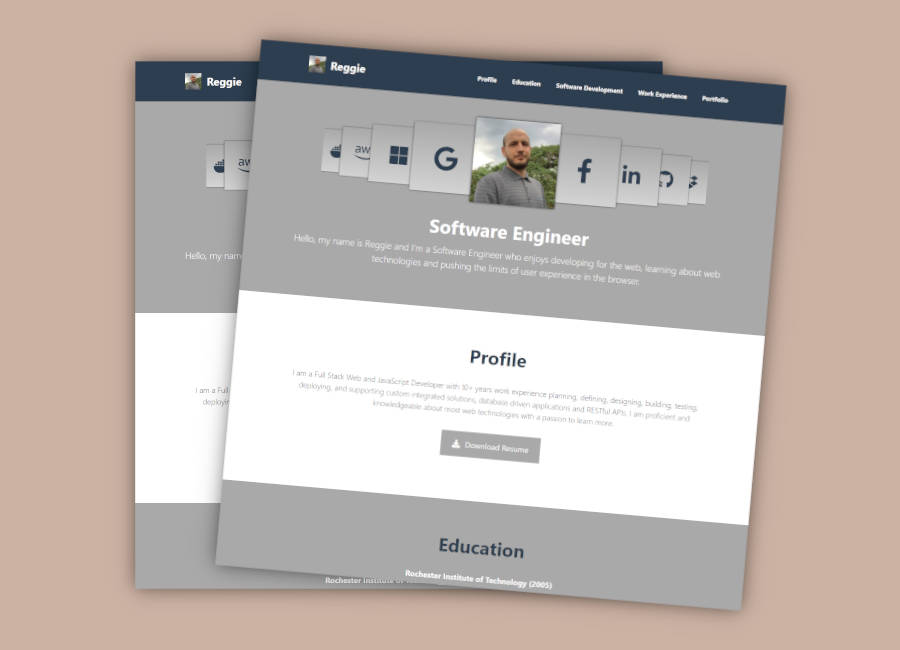 Reggie
Profile Education Software Development Work Experience Portfolio
aws
G
f
in
Software Engineer
Hello, my name is Reggie and I'm a Software Engineer who enjoys developing for the web, learning about web
technologies and pushing the limits of user experience in the browser.
Profile
I am a Full Stack Web and JavaScript Developer with 10+ years work experience planning, defining, designing, building, testing,
deploying, and supporting custom integrated solutions, database driven applications and RESTful APIs. I am proficient and
knowledgeable about most web technologies with a passion to learn more.
Download Resume
Education
Rochester Institute of Technology (2005)
Reggie
aw
Hello, my nam
I am a Full
deployin
Rochester Institute of